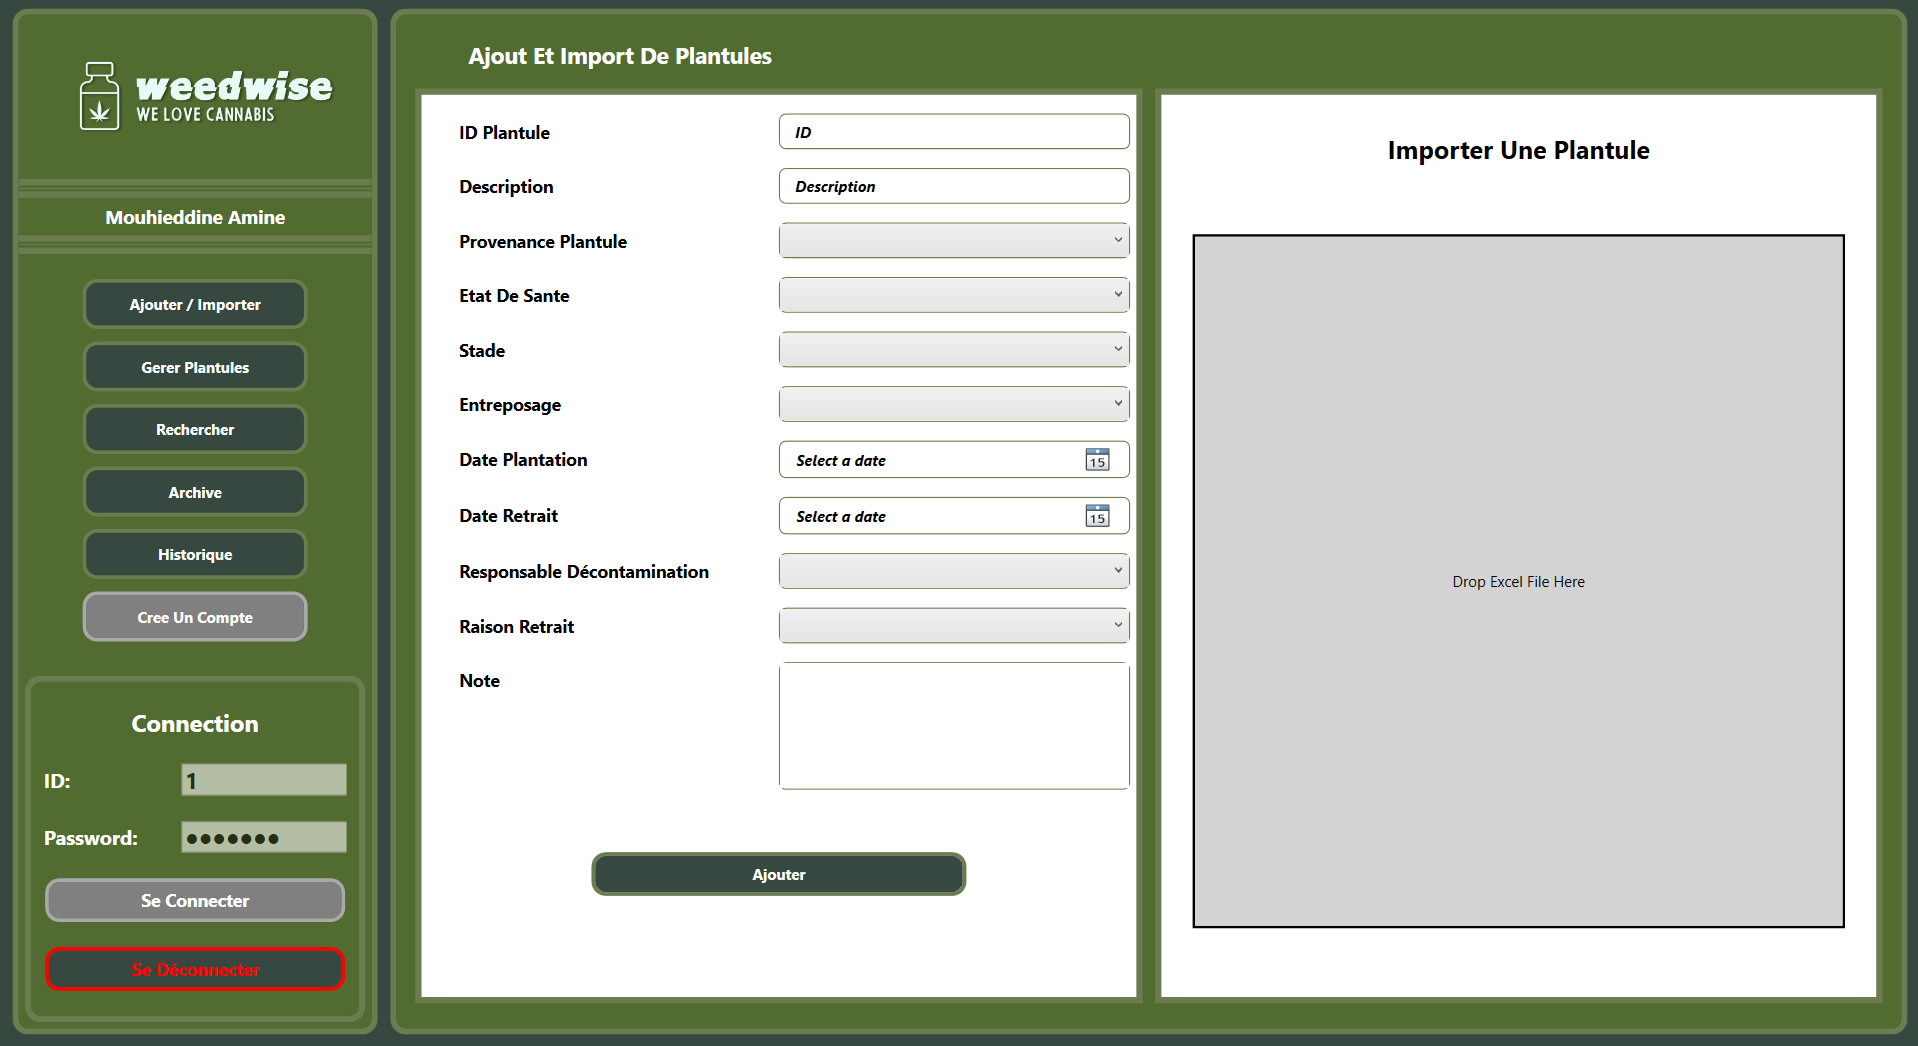 weedwise
WE LOVE CANNABIS
Mouhieddine Amine
Ajouter / Importer
Gerer Plantules
Rechercher
Archive
Historique
Cree Un Compte
Connection
ID: 1
Password: ●●●●●●●
Se Connecter
Se Déconnecter
Ajout Et Import De Plantules
ID Plantule ID
Description Description
Provenance Plantule
Etat De Sante
Stade
Entreposage
Date Plantation Select a date 15
Date Retrait Select a date 15
Responsable Décontamination
Raison Retrait
Note
Ajouter
Importer Une Plantule
Drop Excel File Here